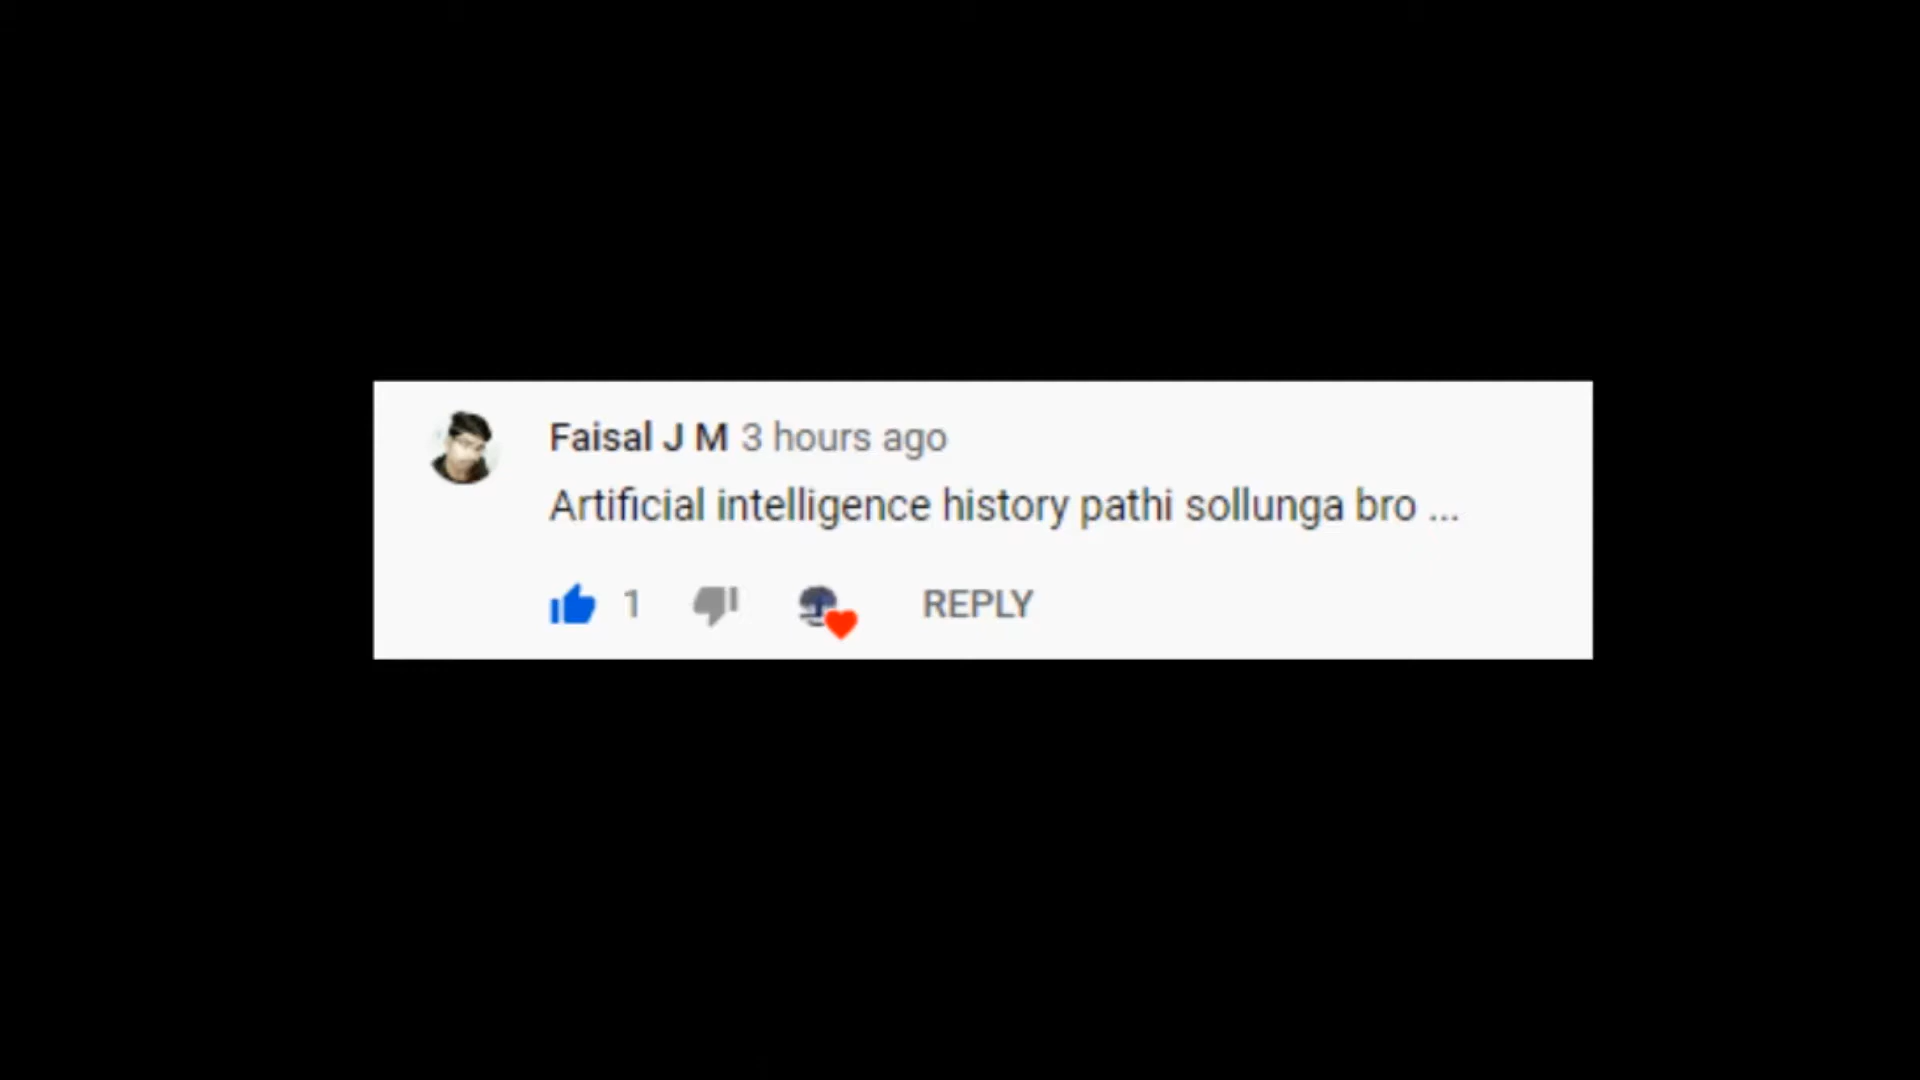 Faisal J M 3 hours ago
Artificial intelligence history pathi sollunga bro ...
1 REPLY